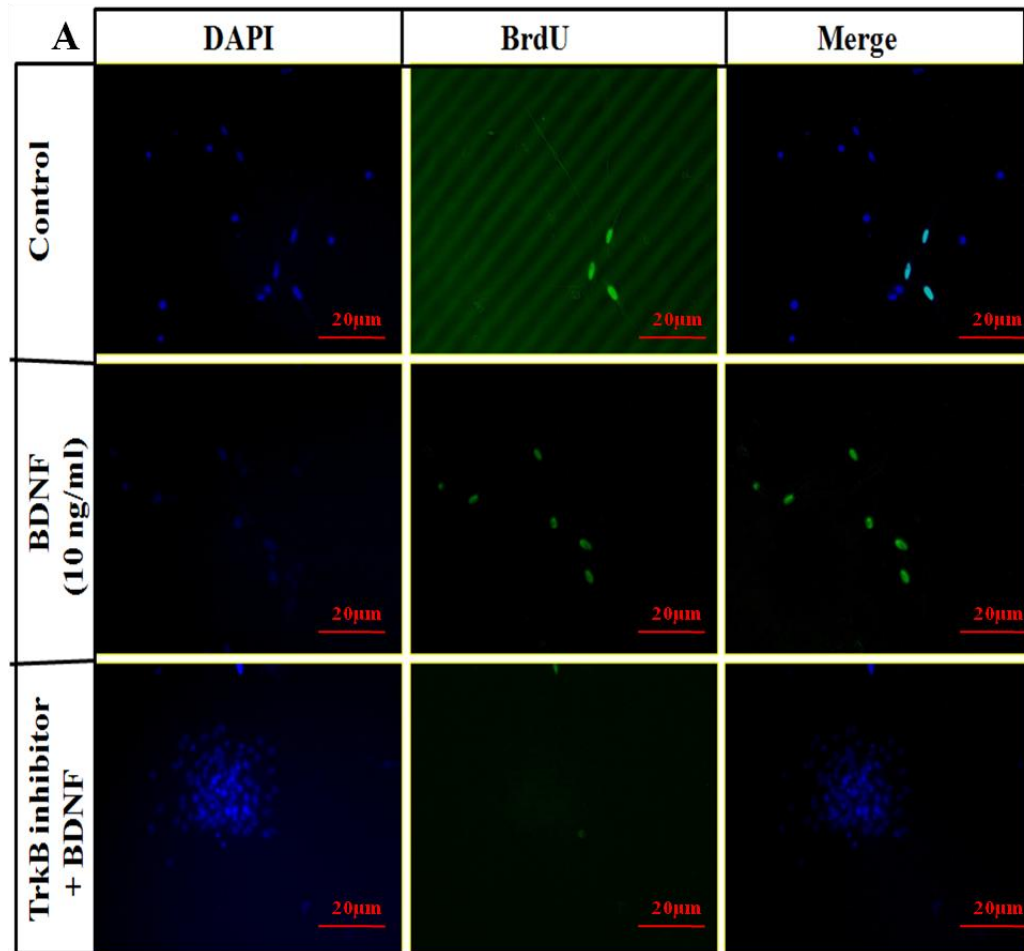 A
DAPI
BrdU
Merge
Control
20μm
20μm
20μm
BDNF
(10 ng/ml)
20μm
20μm
20μm
TrkB inhibitor
+ BDNF
20μm
20μm
20μm